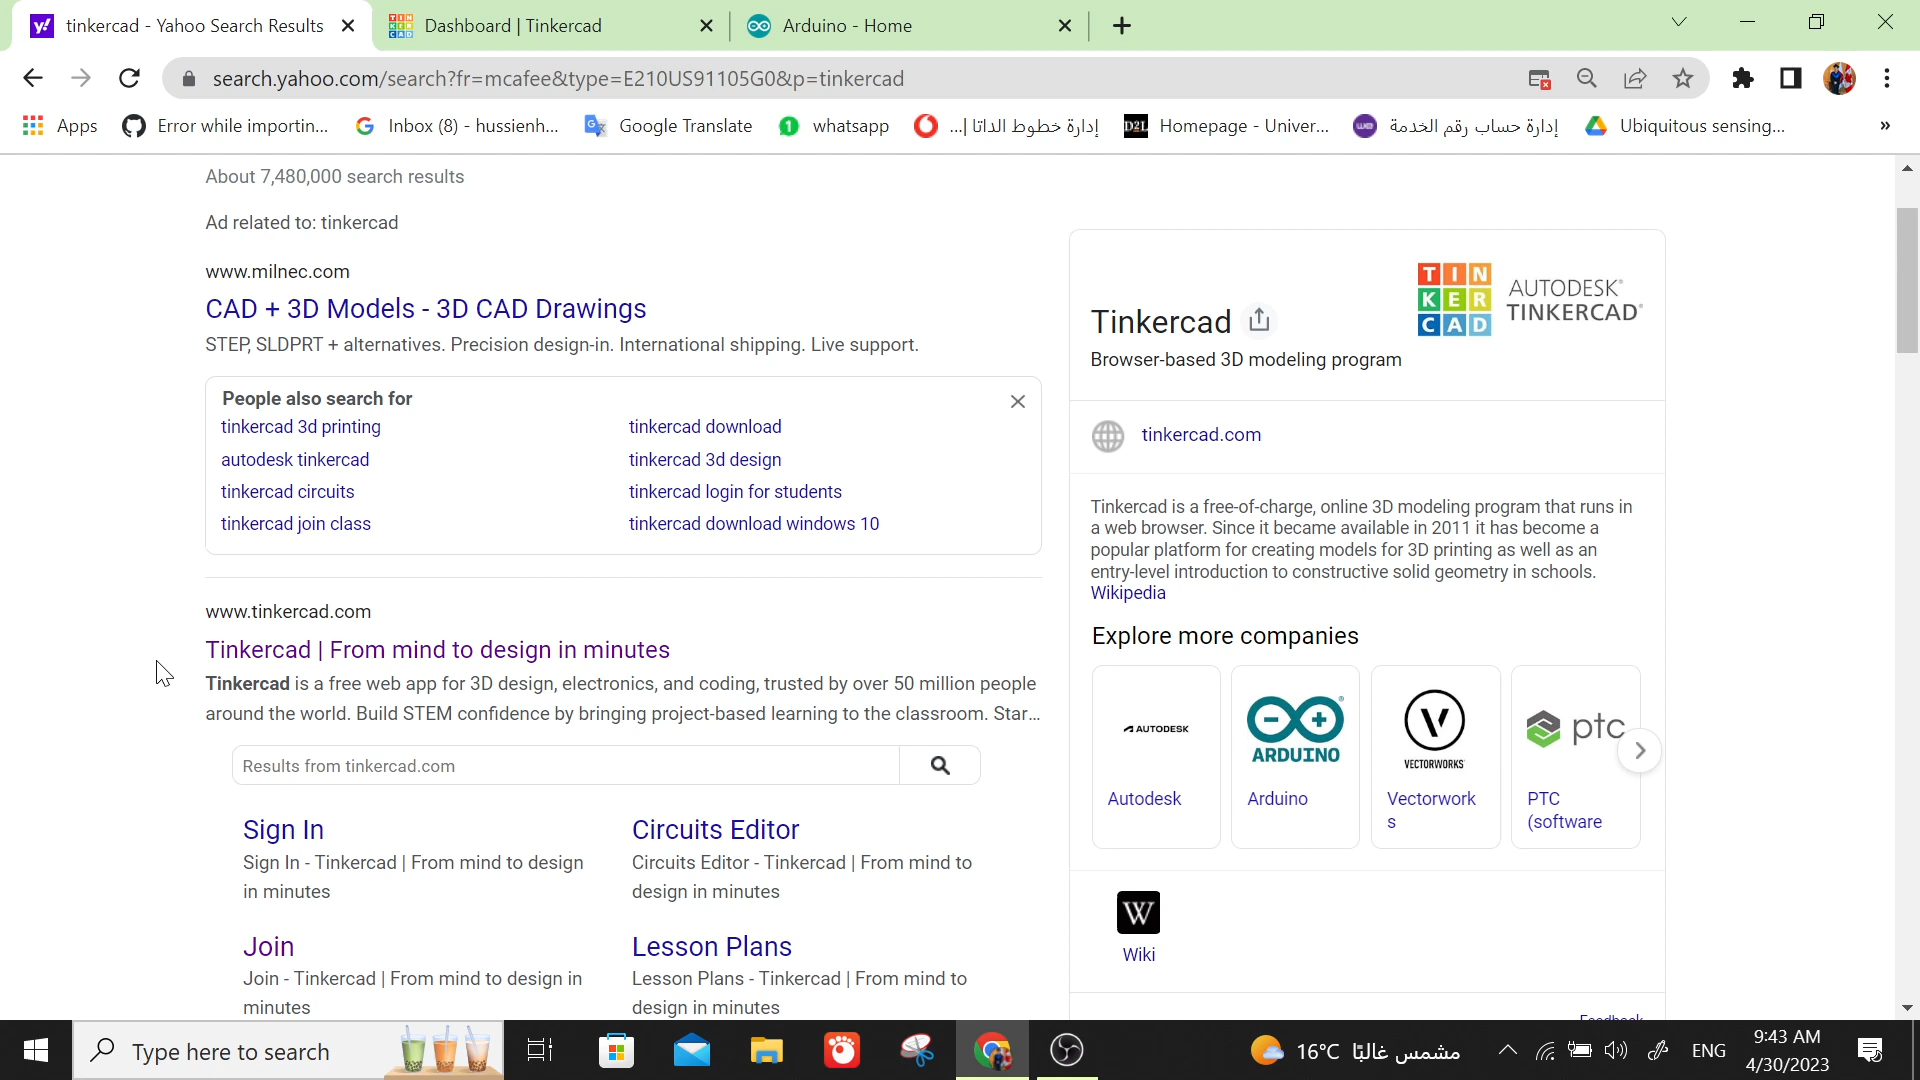 tinkercad - Yahoo Search Results
Dashboard | Tinkercad
Arduino - Home
search.yahoo.com/search?fr=mcafee&type=E210US91105G0&p=tinkercad
Apps
Error while importin...
Inbox (8) - hussienh...
Google Translate
1
whatsapp
إدارة خطوط الداتا |...
D2L
Homepage - Univer...
إدارة حساب رقم الخدمة
Ubiquitous sensing...
»
About 7,480,000 search results
Ad related to: tinkercad
www.milnec.com
CAD + 3D Models - 3D CAD Drawings
STEP, SLDPRT + alternatives. Precision design-in. International shipping. Live support.
People also search for
tinkercad 3d printing
tinkercad download
autodesk tinkercad
tinkercad 3d design
tinkercad circuits
tinkercad login for students
tinkercad join class
tinkercad download windows 10
www.tinkercad.com
Tinkercad | From mind to design in minutes
Tinkercad is a free web app for 3D design, electronics, and coding, trusted by over 50 million people
around the world. Build STEM confidence by bringing project-based learning to the classroom. Star...
Results from tinkercad.com
Sign In
Sign In - Tinkercad | From mind to design
in minutes
Circuits Editor
Circuits Editor - Tinkercad | From mind to
design in minutes
Join
Join - Tinkercad | From mind to design in
minutes
Lesson Plans
Lesson Plans - Tinkercad | From mind to
design in minutes
Tinkercad
Browser-based 3D modeling program
TIN
KER
CAD
AUTODESK®
TINKERCAD®
tinkercad.com
Tinkercad is a free-of-charge, online 3D modeling program that runs in
a web browser. Since it became available in 2011 it has become a
popular platform for creating models for 3D printing as well as an
entry-level introduction to constructive solid geometry in schools.
Wikipedia
Explore more companies
AUTODESK
Autodesk
ARDUINO
Arduino
VECTORWORKS
Vectorwork
s
ptc
PTC
(software
W
Wiki
Feedback
Type here to search
16°C مشمس غالبًا
ENG
9:43 AM
4/30/2023